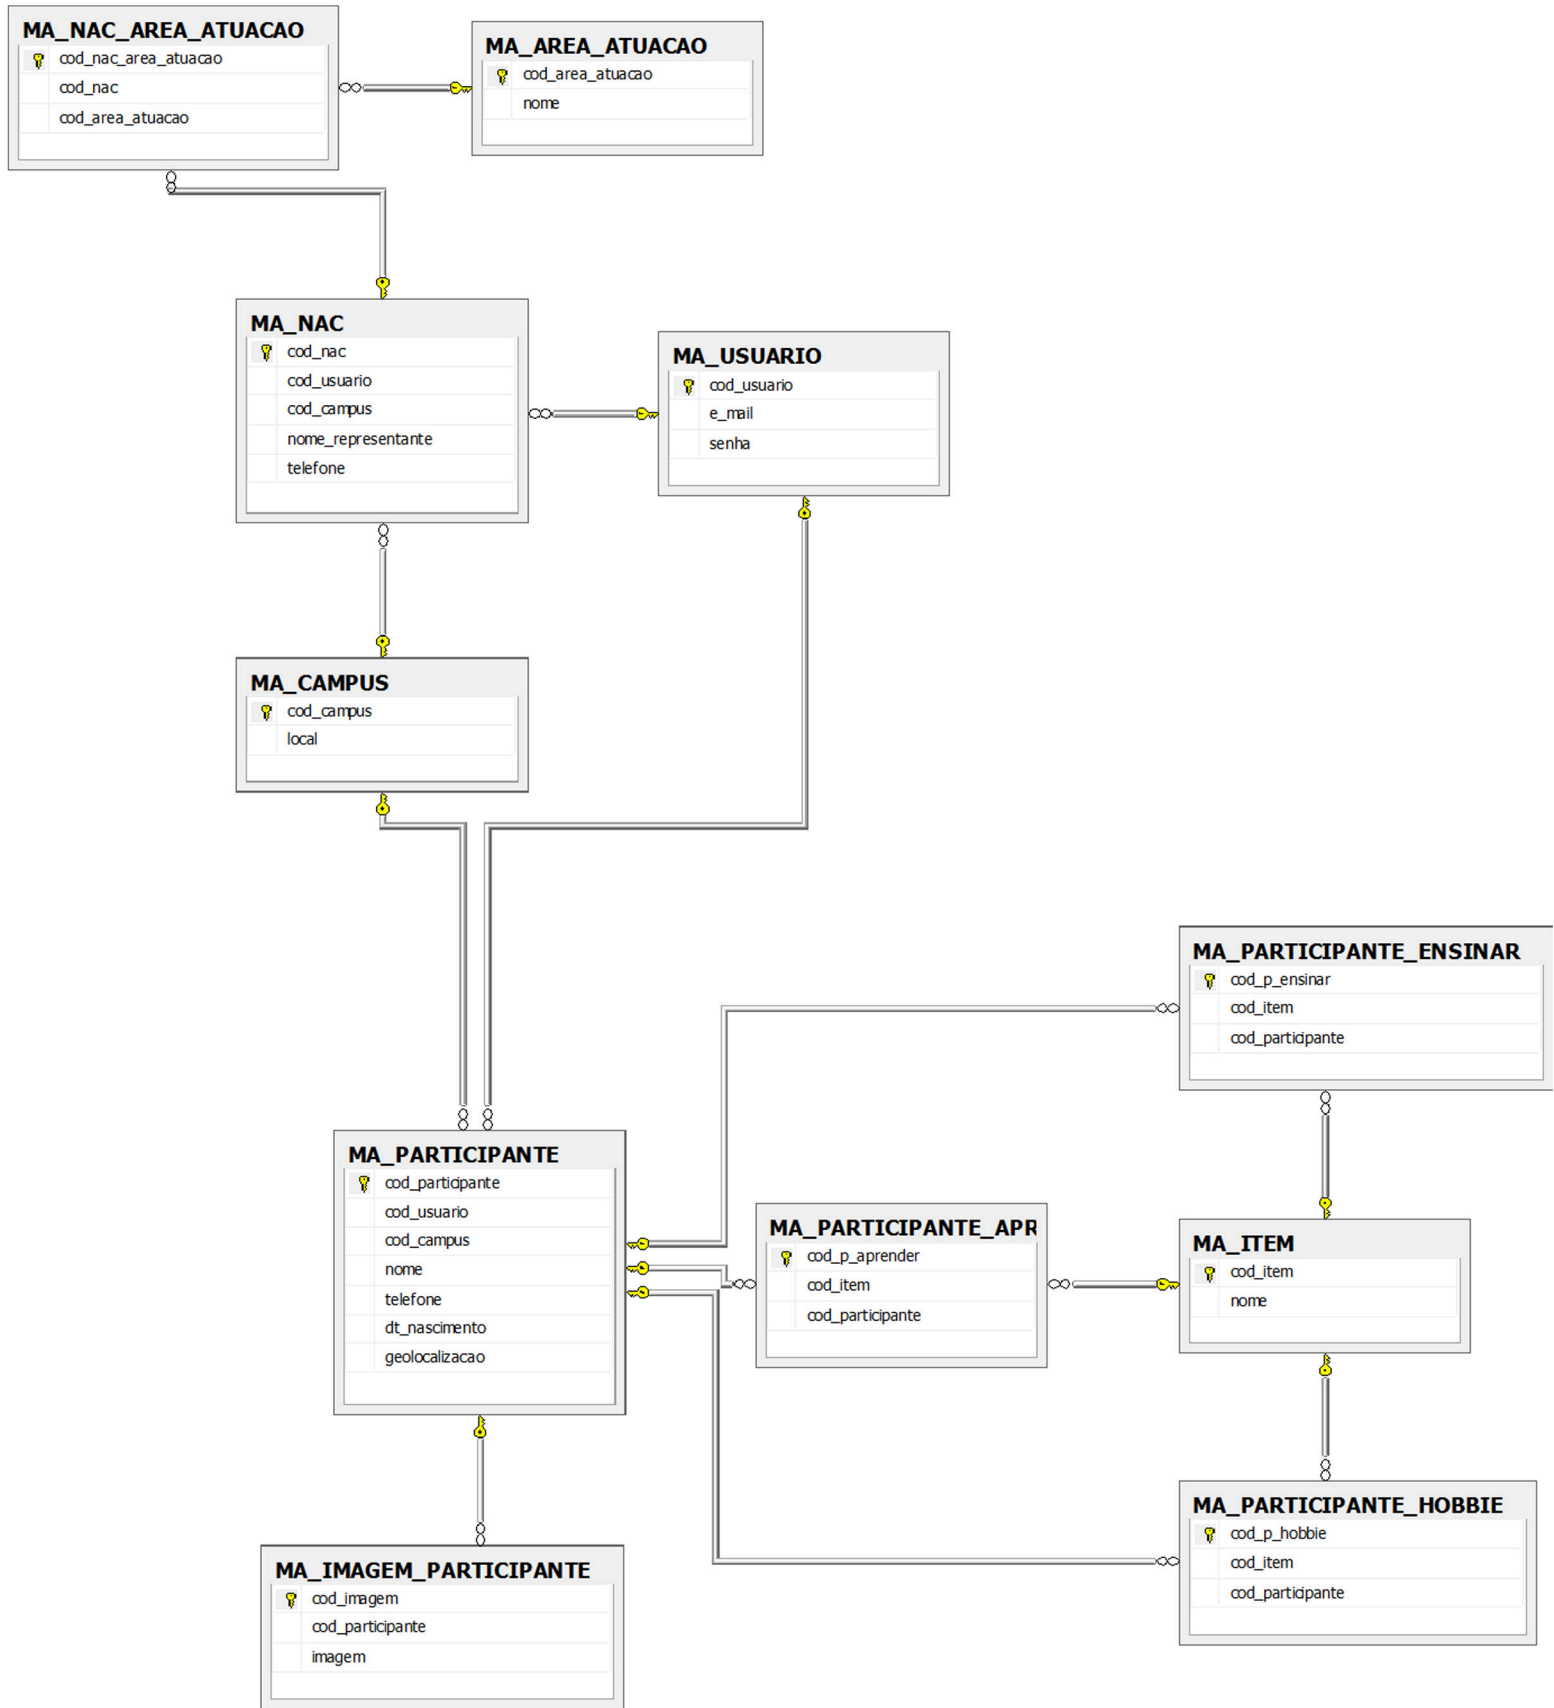 MA_NAC_AREA_ATUACAO
cod_nac_area_atuacao
cod_nac
cod_area_atuacao
MA_AREA_ATUACAO
cod_area_atuacao
nome
MA_NAC
cod_nac
cod_usuario
cod_campus
nome_representante
telefone
MA_USUARIO
cod_usuario
e_mail
senha
MA_CAMPUS
cod_campus
local
MA_PARTICIPANTE_ENSINAR
cod_p_ensinar
cod_item
cod_participante
MA_PARTICIPANTE
cod_participante
cod_usuario
cod_campus
nome
telefone
dt_nascimento
geolocalizacao
MA_PARTICIPANTE_APR
cod_p_aprender
cod_item
cod_participante
MA_ITEM
cod_item
nome
MA_PARTICIPANTE_HOBBIE
cod_p_hobbie
cod_item
cod_participante
MA_IMAGEM_PARTICIPANTE
cod_imagem
cod_participante
imagem